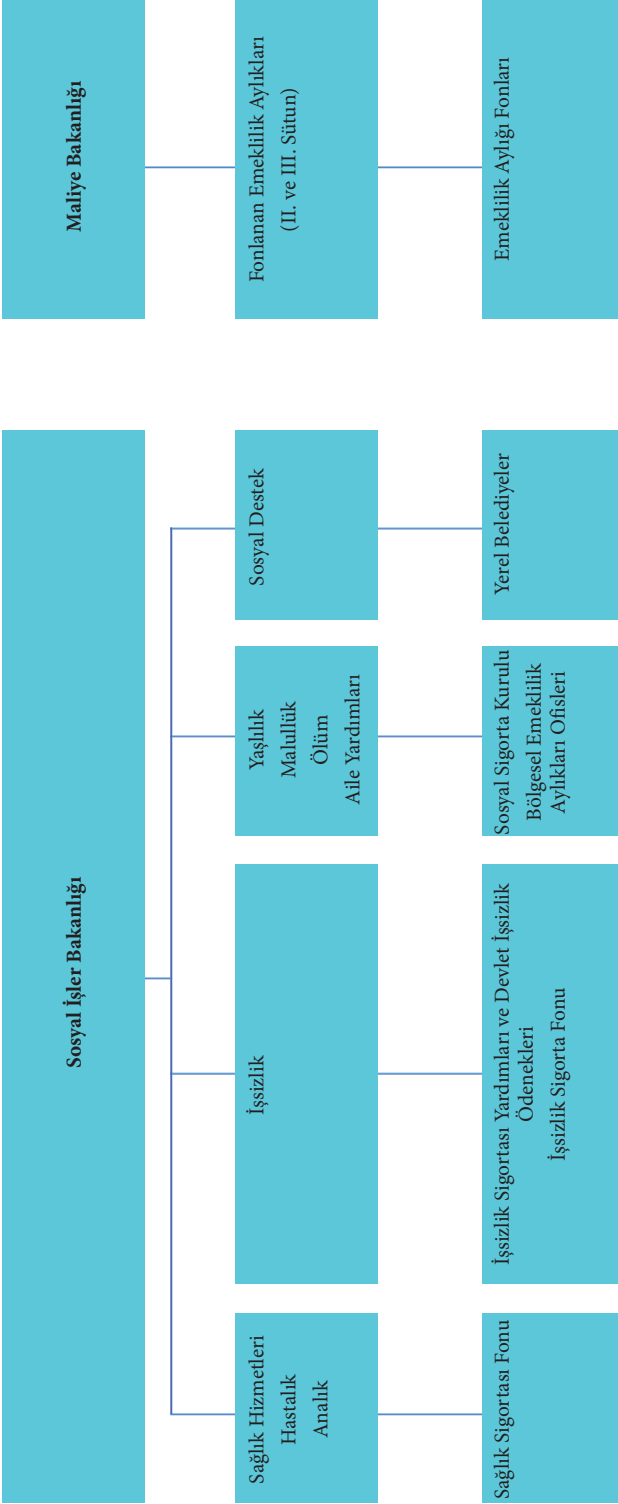 Sosyal İşler Bakanlığı
Maliye Bakanlığı
Sağlık Hizmetleri
Hastalık
Analık
İşsizlik
Yaşlılık
Malullük
Ölüm
Aile Yardımları
Sosyal Destek
Fonlanan Emeklilik Aylıkları
(II. ve III. Sütun)
Sağlık Sigortası Fonu
İşsizlik Sigortası Yardımları ve Devlet İşsizlik
Ödenekleri
İşsizlik Sigorta Fonu
Sosyal Sigorta Kurulu
Bölgesel Emeklilik
Aylıkları Ofisleri
Yerel Belediyeler
Emeklilik Aylığı Fonları